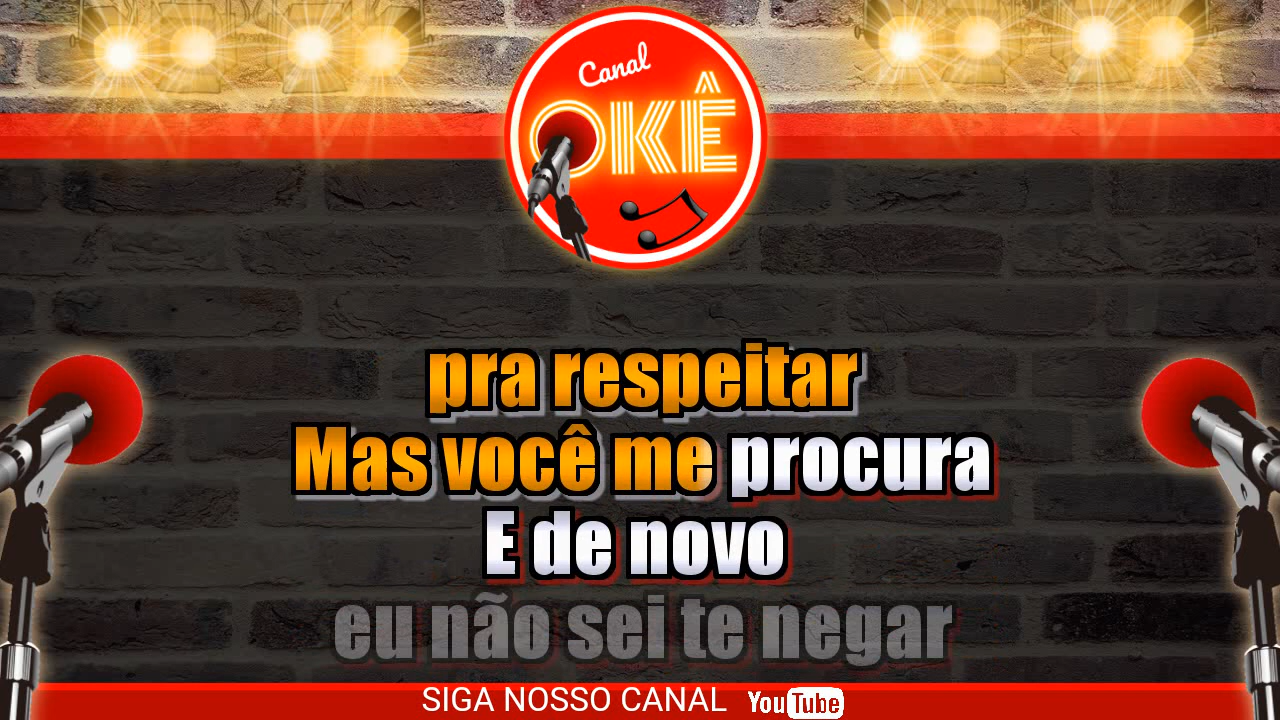 Canal
OKÊ
pra respeitar
Mas você me procura
E de novo
eu não sei te negar
SIGA NOSSO CANAL YouTube